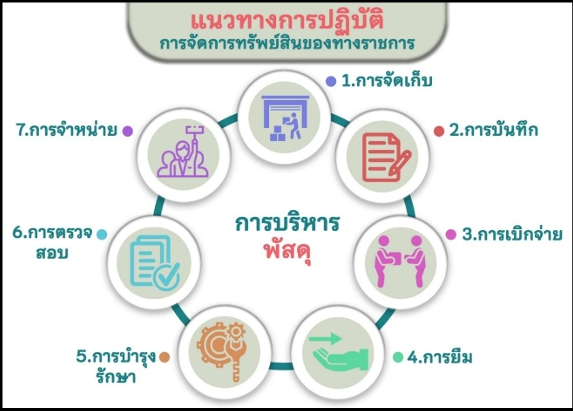 แนวทางการปฏิบัติ
การจัดการทรัพย์สินของทางราชการ
1.การจัดเก็บ
2.การบันทึก
3.การเบิกจ่าย
4.การยืม
5.การบำรุง
รักษา
6.การตรวจ
สอบ
7.การจำหน่าย
การบริหาร
พัสดุ